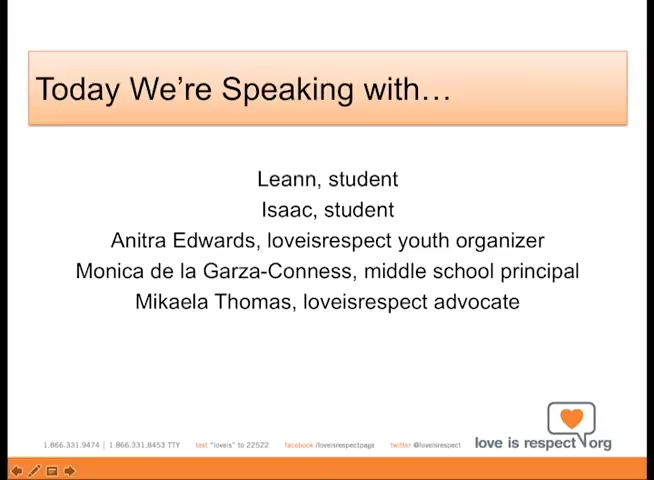 Today We're Speaking with…
Leann, student
Isaac, student
Anitra Edwards, loveisrespect youth organizer
Monica de la Garza-Conness, middle school principal
Mikaela Thomas, loveisrespect advocate
1.866.331.9474 | 1.866.331.8453 TTY text "loveis" to 22522 facebook /loveisrespectpage twitter @loveisrespect love is respect org